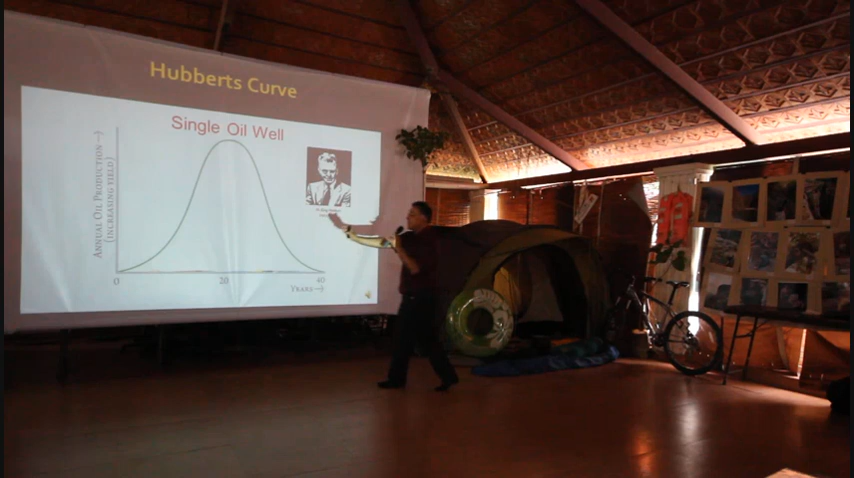 Hubberts Curve
Single Oil Well
ANNUAL OIL PRODUCTION →
(INCREASING YIELD)
0
20
40
YEARS →